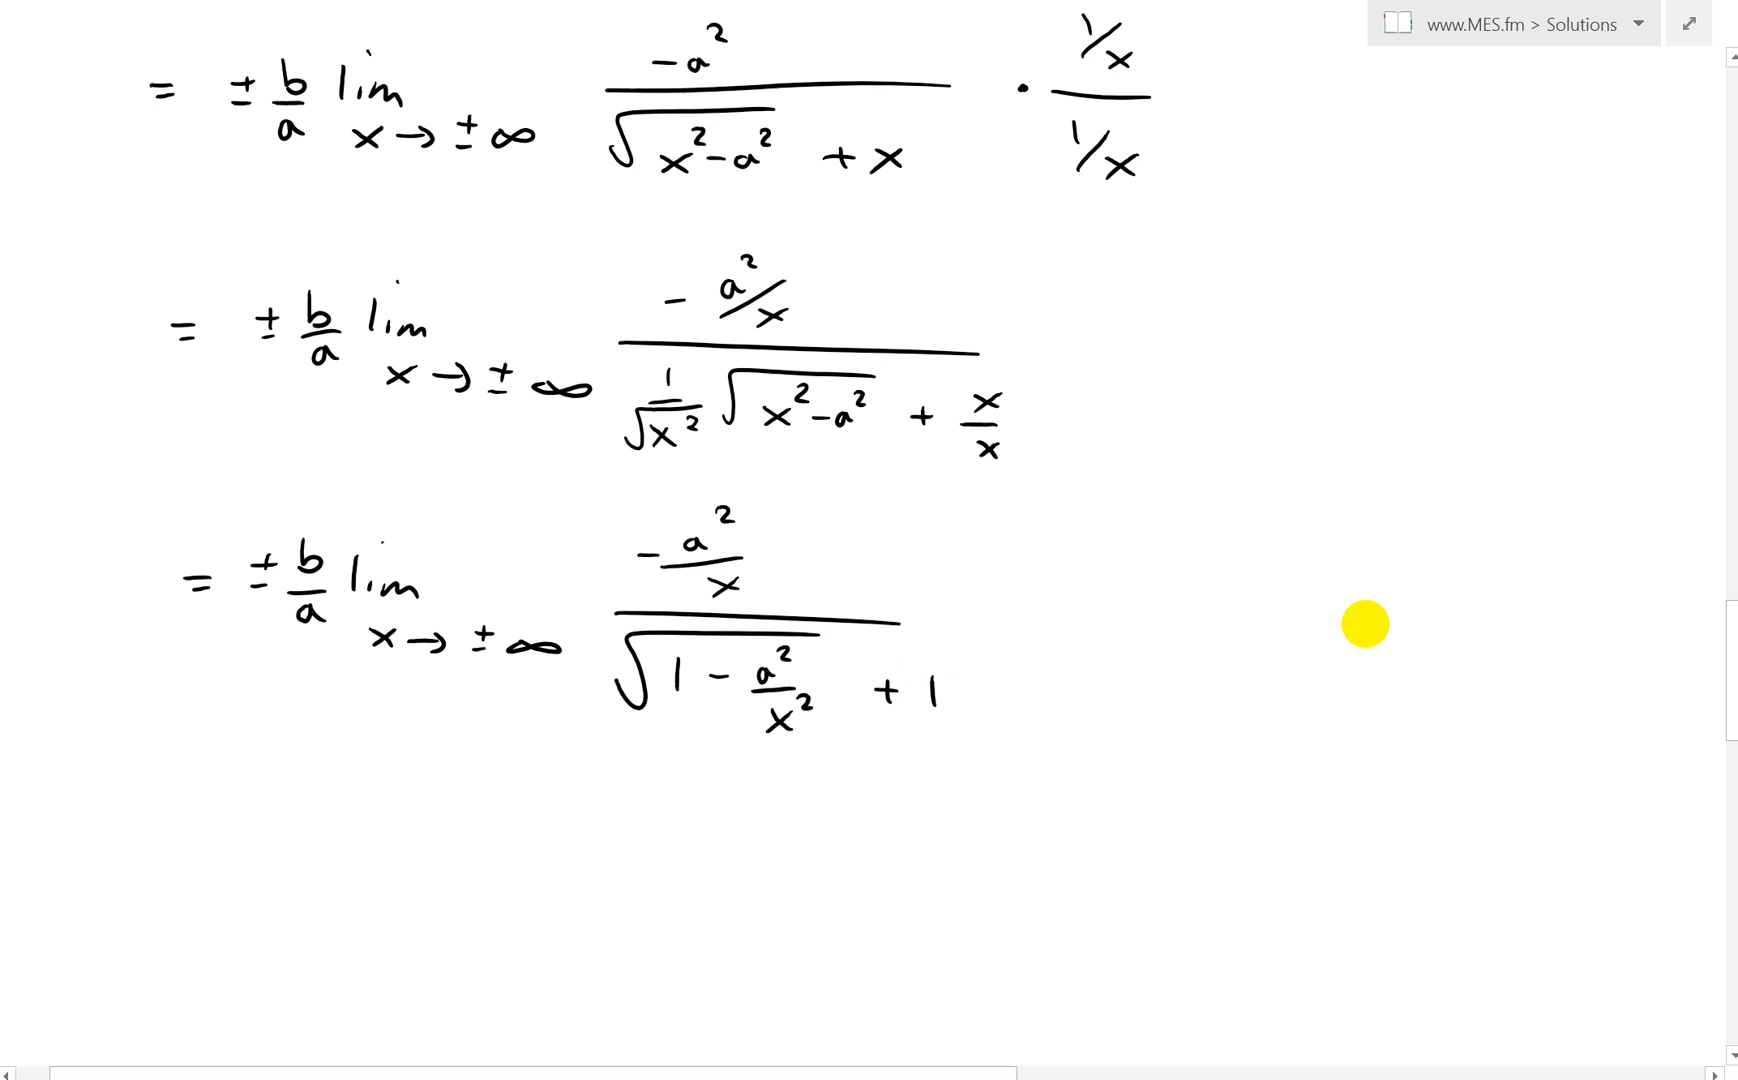 www.MES.fm > Solutions
= ± b/a lim x→±∞ -a²/(√(x²-a²) + x) · (1/x)/(1/x)
= ± b/a lim x→±∞ (-a²/x)/(1/√x² √(x²-a²) + x/x)
= ± b/a lim x→±∞ (-a²/x)/(√(1 - a²/x²) + 1)